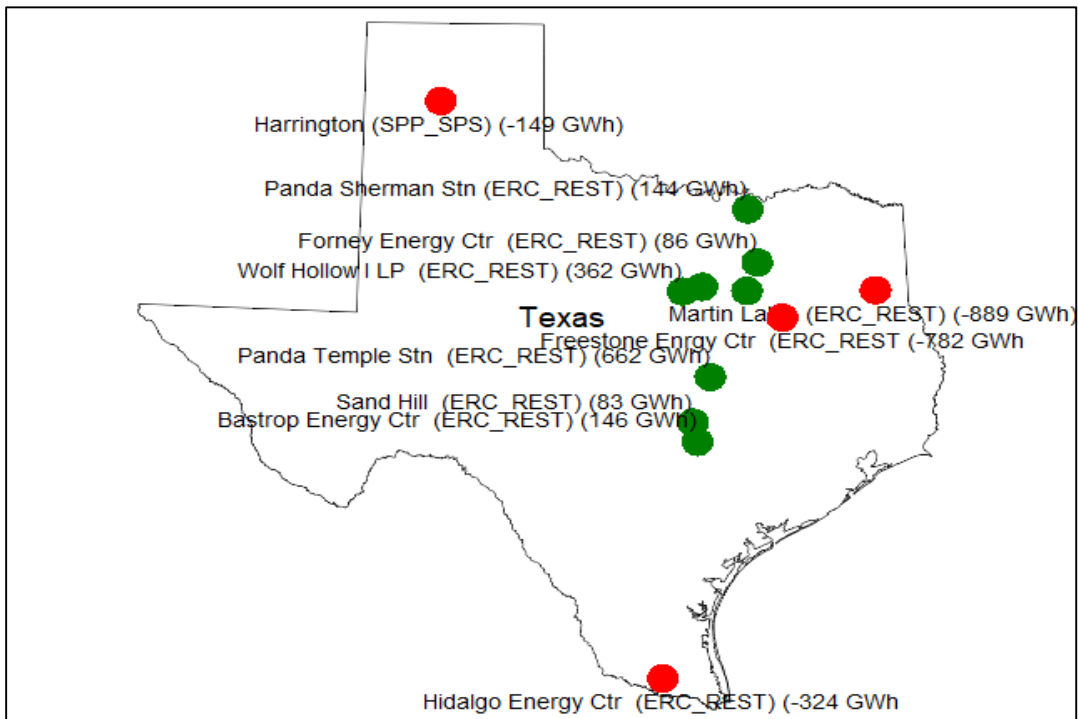 Harrington (SPP_SPS) (-149 GWh)
Panda Sherman Stn (ERC_REST) (144 GWh)
Forney Energy Ctr (ERC_REST) (86 GWh)
Wolf Hollow I LP (ERC_REST) (362 GWh)
Texas
Martin La (ERC_REST) (-889 GWh)
Freestone Enrgy Ctr (ERC_REST (-782 GWh
Panda Temple Stn (ERC_REST) (662 GWh)
Sand Hill (ERC_REST) (83 GWh)
Bastrop Energy Ctr (ERC_REST) (146 GWh)
Hidalgo Energy Ctr (ERC_REST) (-324 GWh